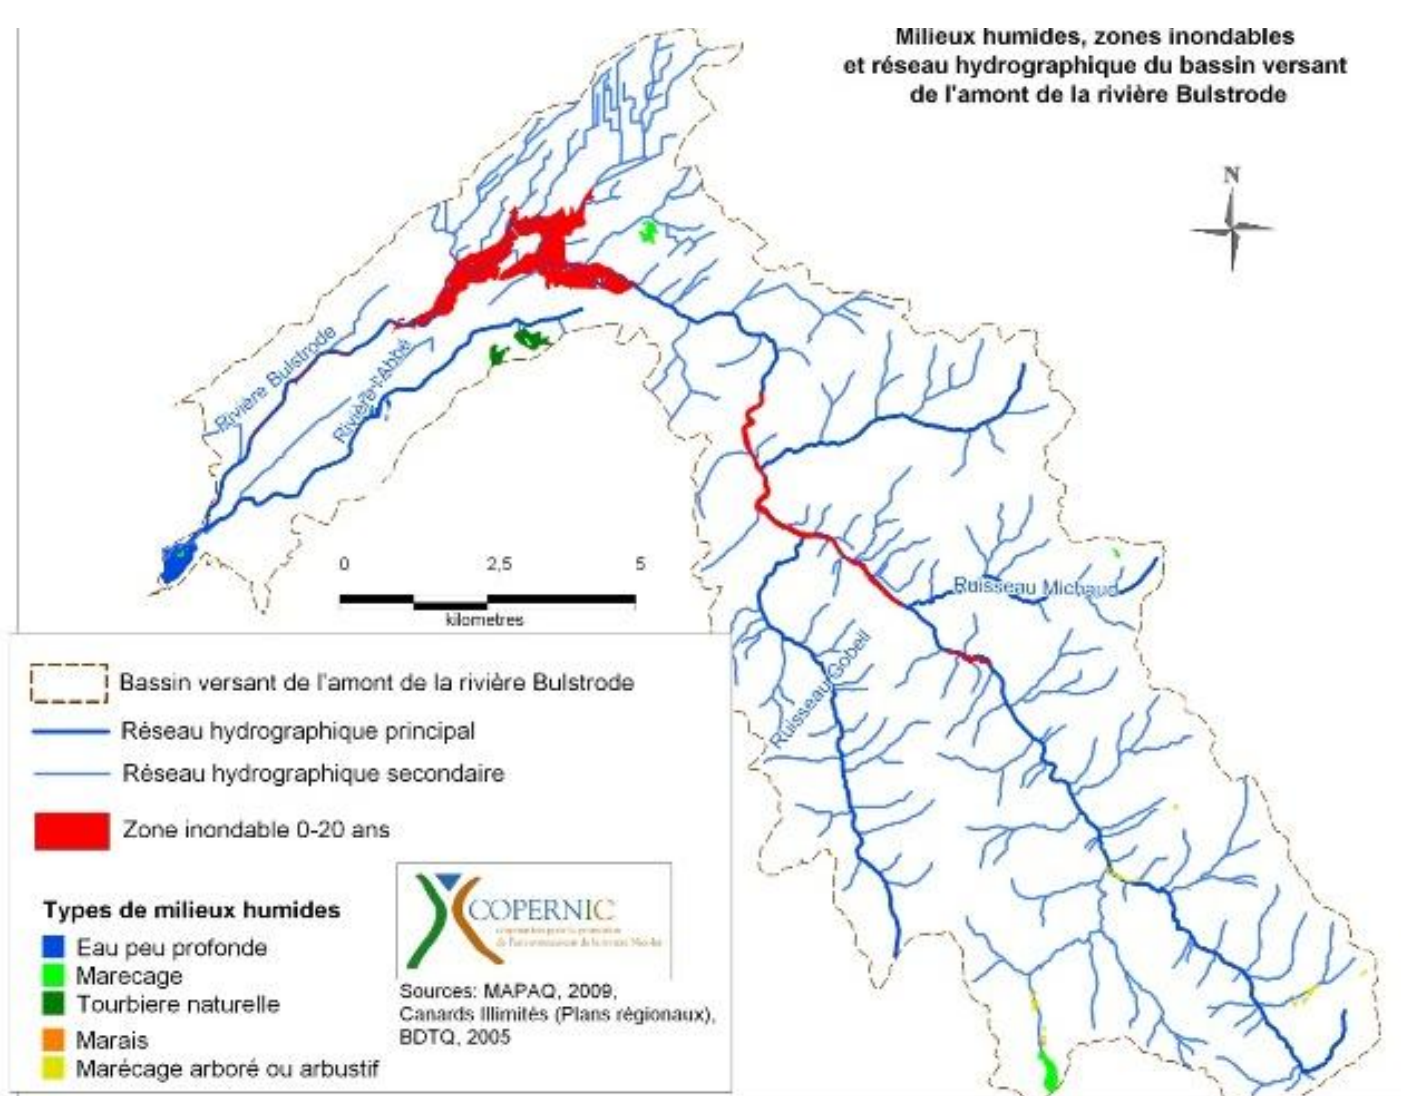 Milieux humides, zones inondables
et réseau hydrographique du bassin versant
de l'amont de la rivière Bulstrode
N
Rivière Bulstrode
Rivière l'Abbé
0 2,5 5
kilometres
Ruisseau Michaud
Ruisseau Gobeil
Bassin versant de l'amont de la rivière Bulstrode
Réseau hydrographique principal
Réseau hydrographique secondaire
Zone inondable 0-20 ans
Types de milieux humides
Eau peu profonde
Marecage
Tourbiere naturelle
Marais
Marécage arboré ou arbustif
COPERNIC
Sources: MAPAQ, 2009,
Canards Illimités (Plans régionaux),
BDTQ, 2005